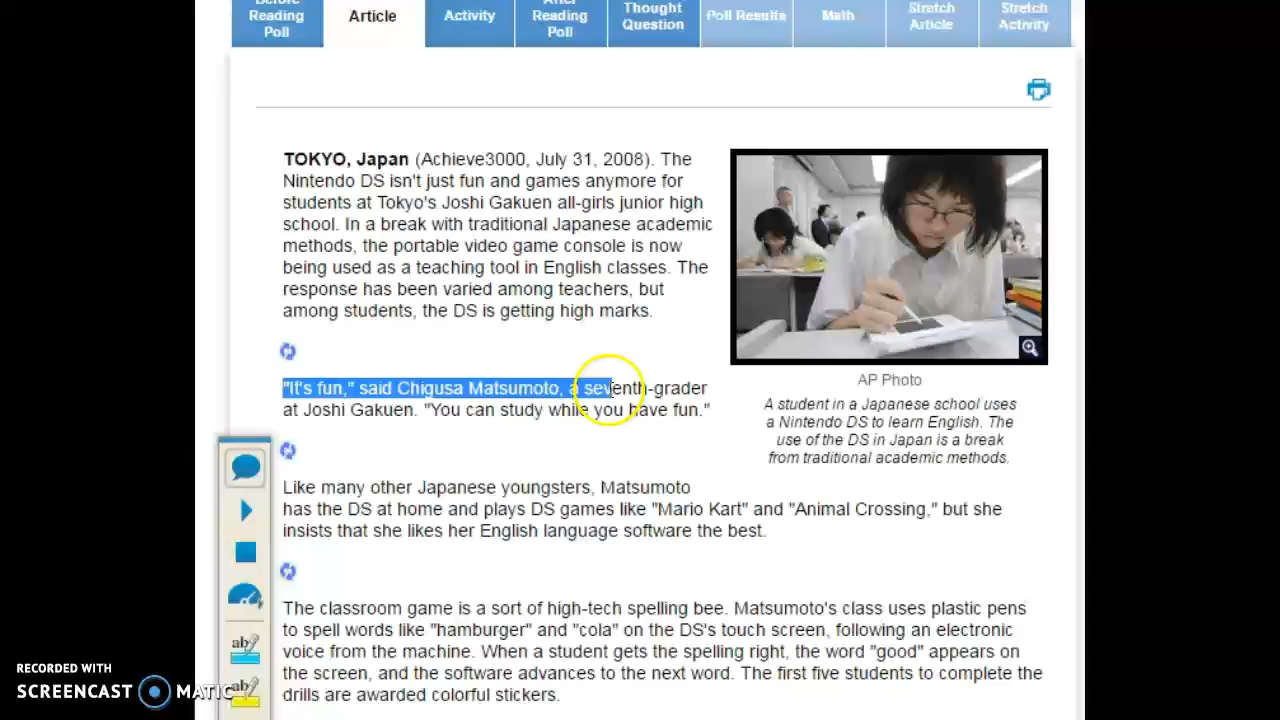 Before
Reading
Poll
Article
Activity
After
Reading
Poll
Thought
Question
Poll Results
Math
Stretch
Article
Stretch
Activity
TOKYO, Japan (Achieve3000, July 31, 2008). The
Nintendo DS isn't just fun and games anymore for
students at Tokyo's Joshi Gakuen all-girls junior high
school. In a break with traditional Japanese academic
methods, the portable video game console is now
being used as a teaching tool in English classes. The
response has been varied among teachers, but
among students, the DS is getting high marks.
"It's fun," said Chigusa Matsumoto, a seventh-grader
at Joshi Gakuen. "You can study while you have fun."
AP Photo
A student in a Japanese school uses
a Nintendo DS to learn English. The
use of the DS in Japan is a break
from traditional academic methods.
Like many other Japanese youngsters, Matsumoto
has the DS at home and plays DS games like "Mario Kart" and "Animal Crossing," but she
insists that she likes her English language software the best.
The classroom game is a sort of high-tech spelling bee. Matsumoto's class uses plastic pens
to spell words like "hamburger" and "cola" on the DS's touch screen, following an electronic
voice from the machine. When a student gets the spelling right, the word "good" appears on
the screen, and the software advances to the next word. The first five students to complete the
drills are awarded colorful stickers.
ab
ab
RECORDED WITH
SCREENCAST MATIC